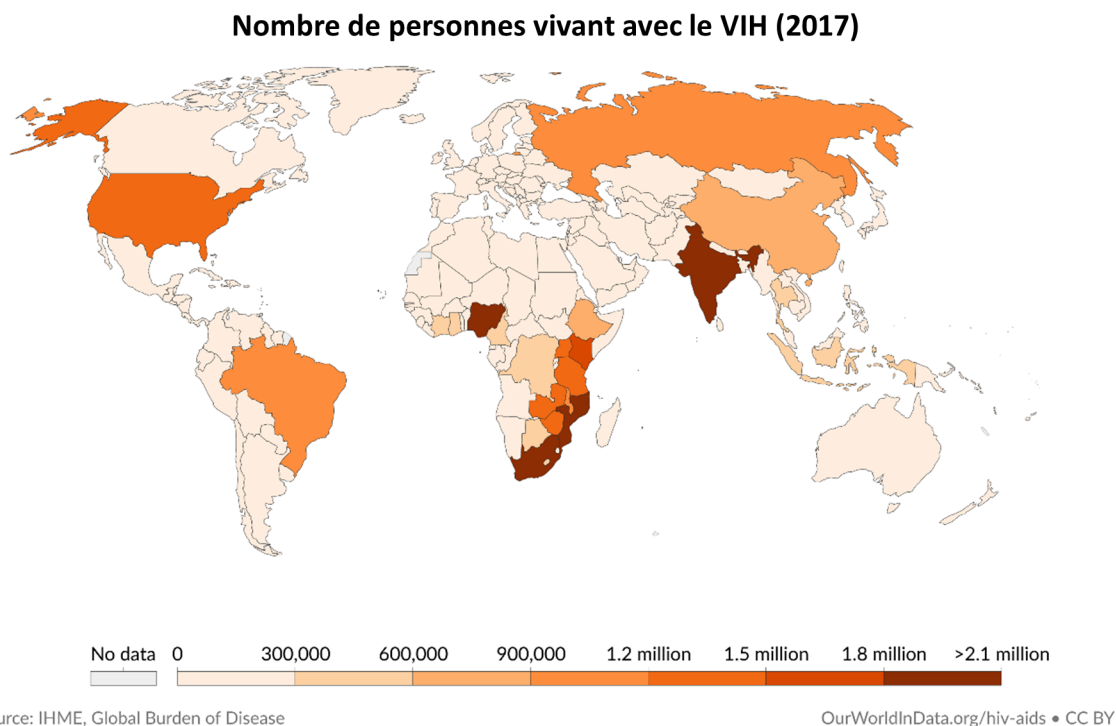 Nombre de personnes vivant avec le VIH (2017)
No data 0 300,000 600,000 900,000 1.2 million 1.5 million 1.8 million >2.1 million
urce: IHME, Global Burden of Disease
OurWorldInData.org/hiv-aids • CC BY